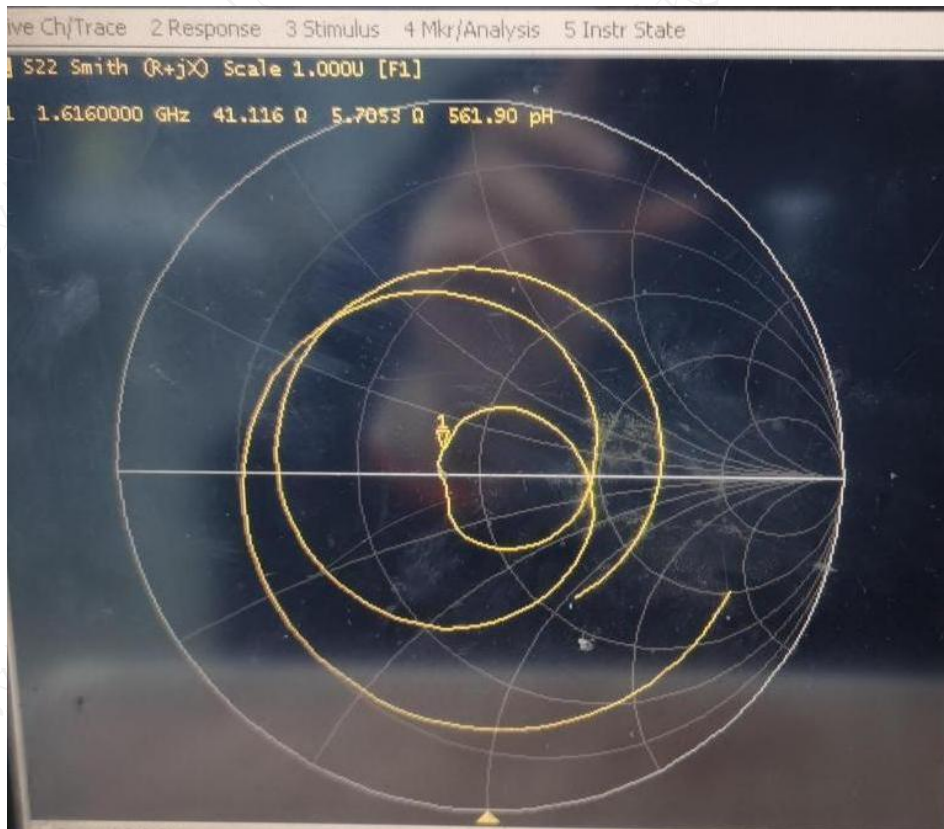 ive Ch/Trace 2 Response 3 Stimulus 4 Mkr/Analysis 5 Instr State
S22 Smith (R+jX) Scale 1.000U [F1]
1 1.6160000 GHz 41.116 Ω 5.7053 Ω 561.90 pH
1